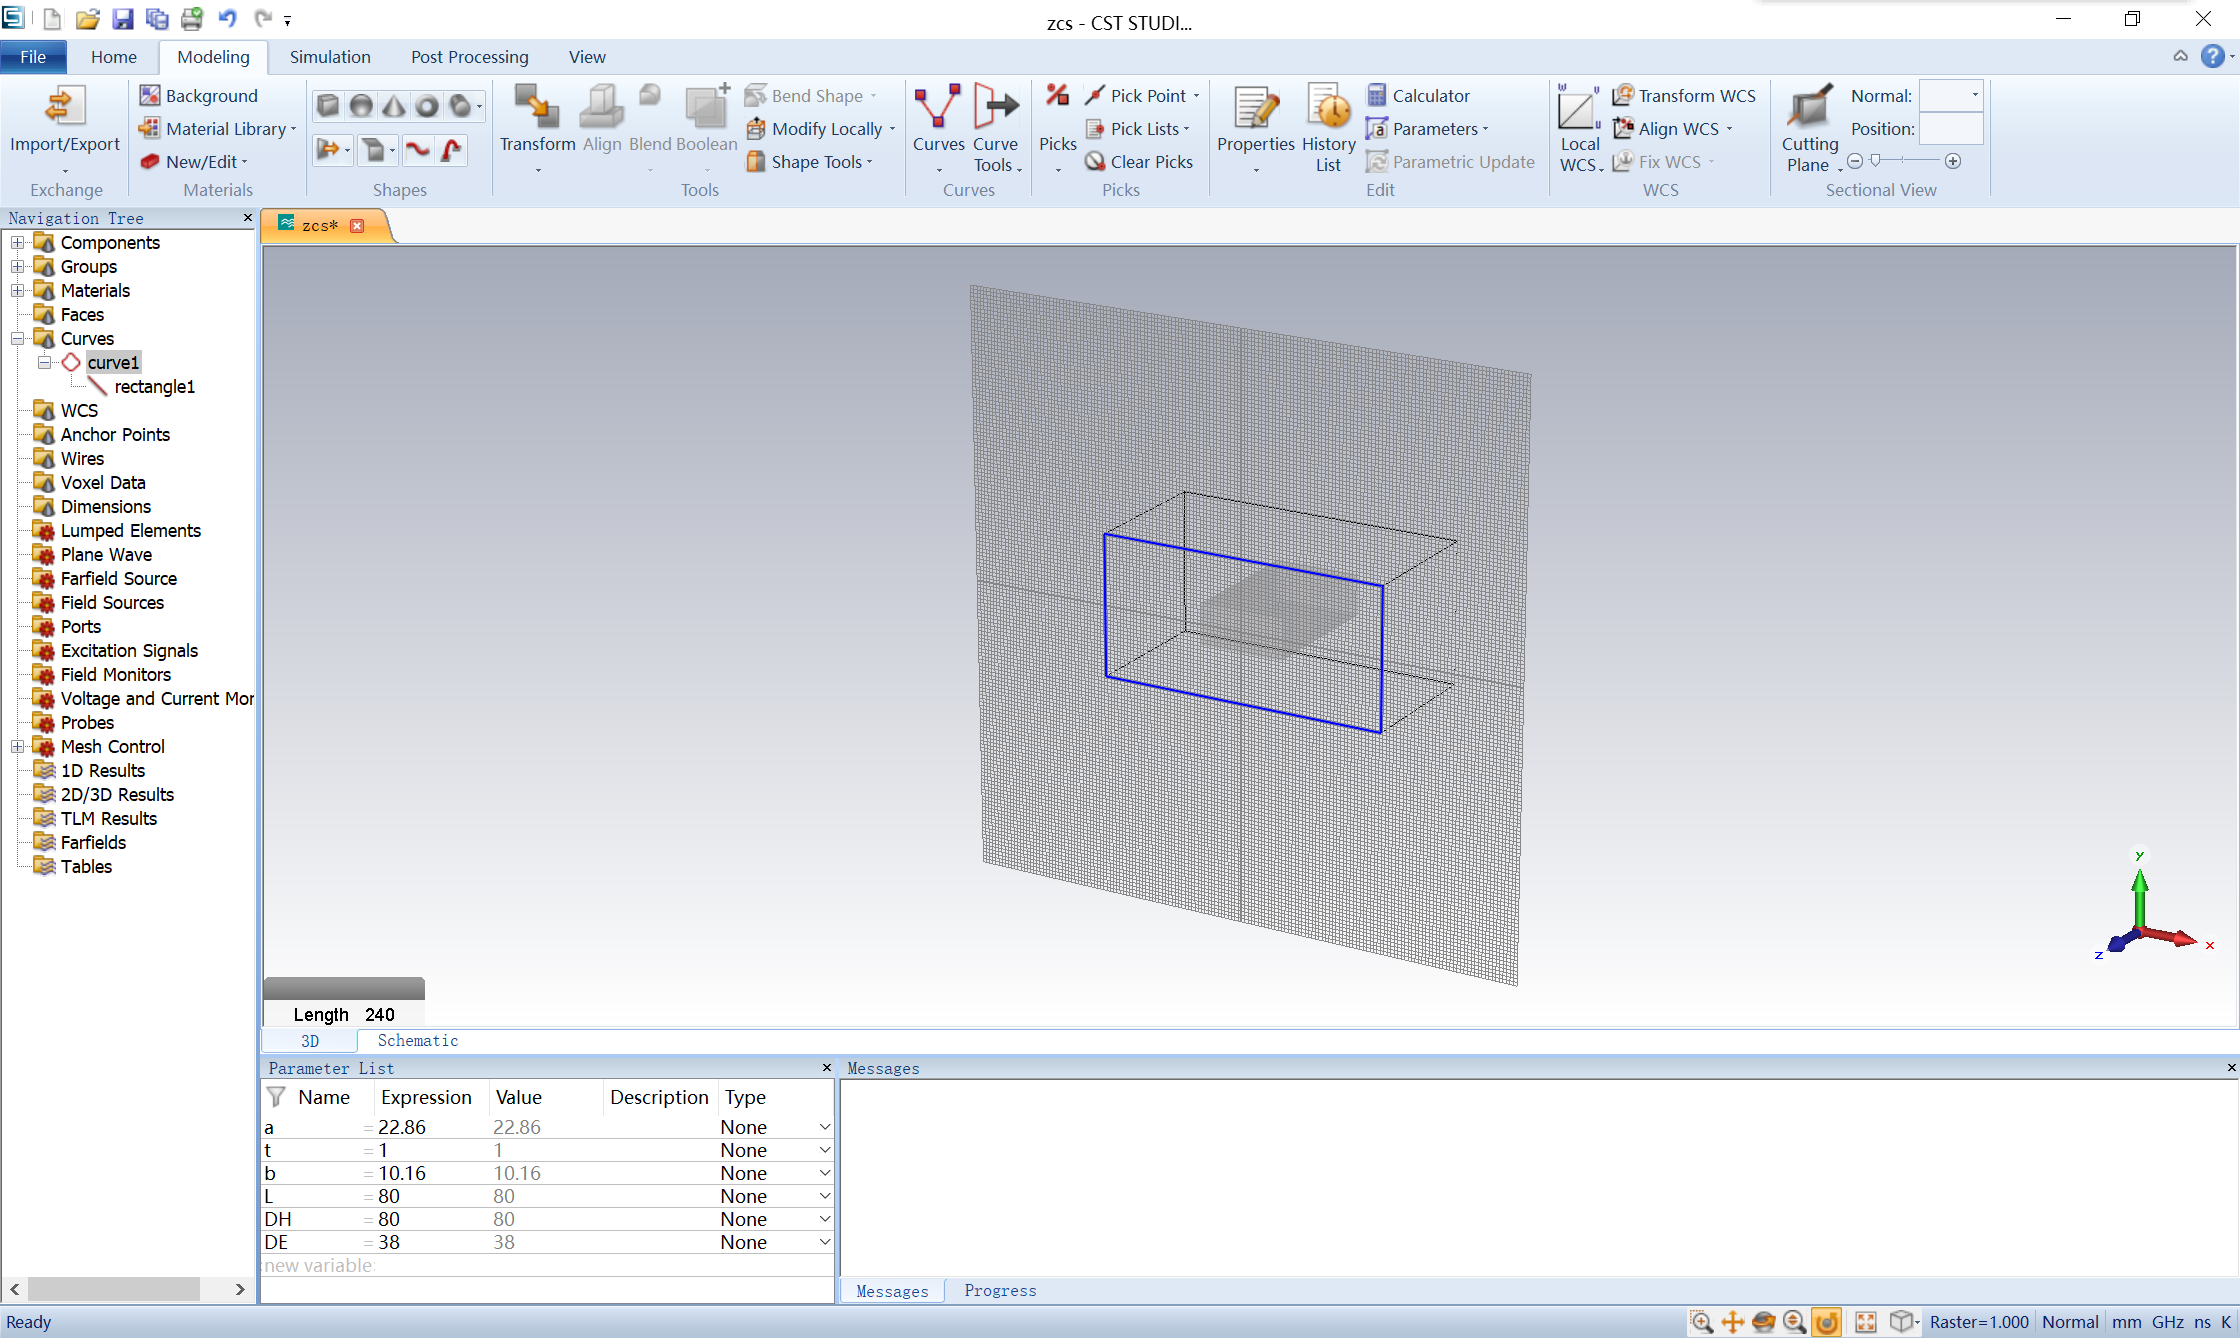 zcs - CST STUDI...
File Home Modeling Simulation Post Processing View
Import/Export
Exchange
Background
Material Library
New/Edit
Materials
Shapes
Transform Align Blend Boolean
Bend Shape
Modify Locally
Shape Tools
Tools
Curves Curve Tools
Curves
Picks
Pick Point
Pick Lists
Clear Picks
Picks
Properties History List
Calculator
Parameters
Parametric Update
Edit
Local WCS
Transform WCS
Align WCS
Fix WCS
WCS
Cutting Plane
Normal:
Position:
Sectional View
Navigation Tree
zcs*
Components
Groups
Materials
Faces
Curves
curve1
rectangle1
WCS
Anchor Points
Wires
Voxel Data
Dimensions
Lumped Elements
Plane Wave
Farfield Source
Field Sources
Ports
Excitation Signals
Field Monitors
Voltage and Current Mor
Probes
Mesh Control
1D Results
2D/3D Results
TLM Results
Farfields
Tables
y
x
z
Length 240
3D Schematic
Parameter List
Name Expression Value Description Type
a = 22.86 22.86 None
t = 1 1 None
b = 10.16 10.16 None
L = 80 80 None
DH = 80 80 None
DE = 38 38 None
new variable
Messages
Messages Progress
Ready
Raster=1.000 Normal mm GHz ns K